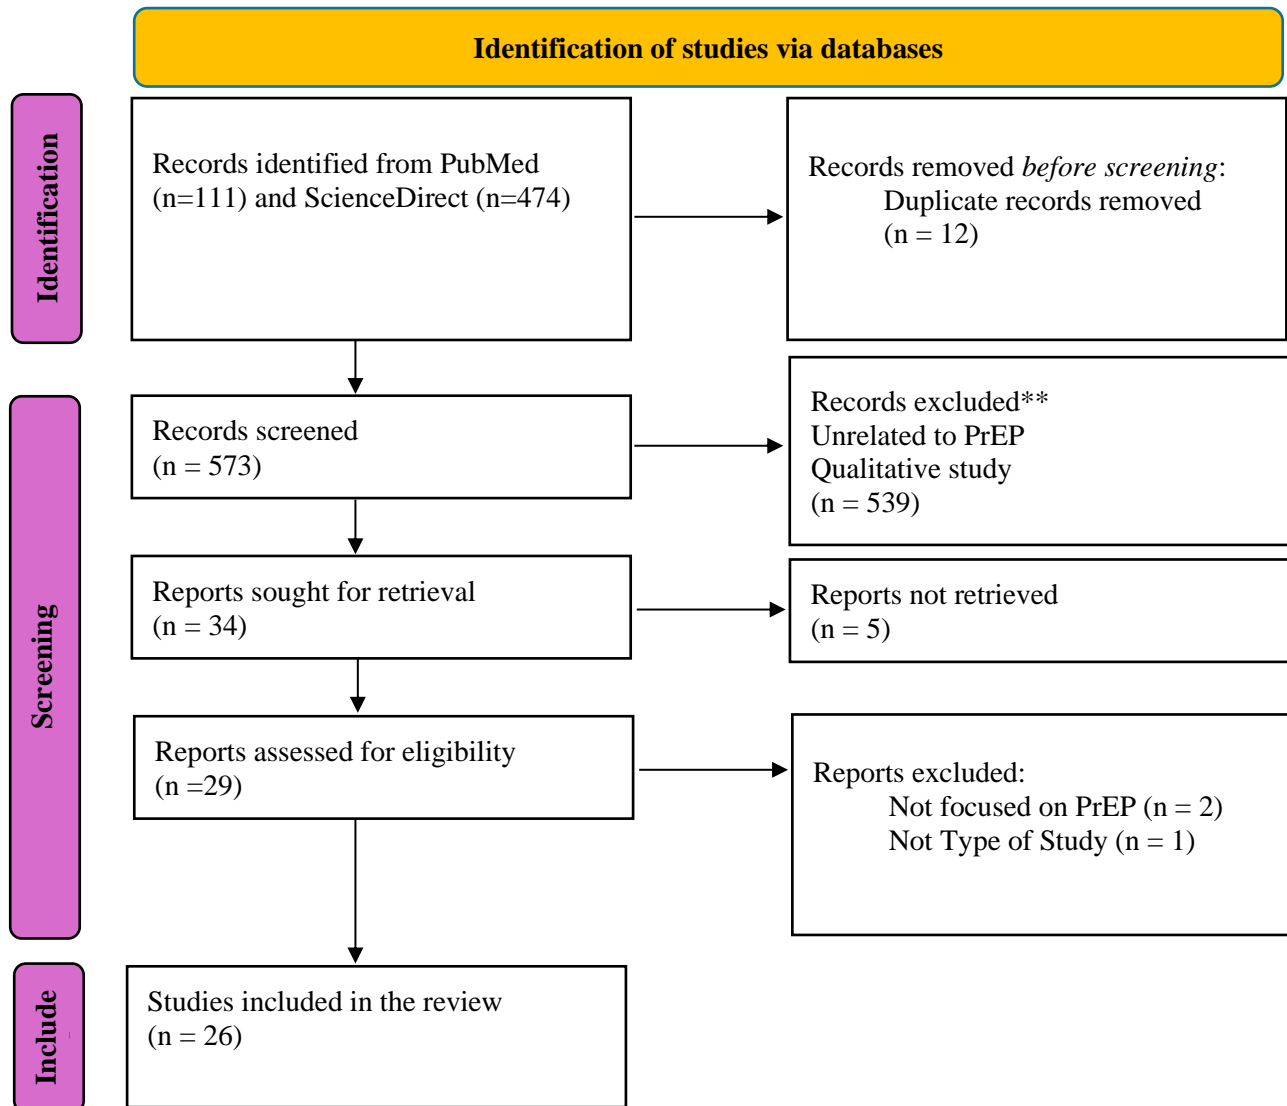 Identification of studies via databases
Identification
Records identified from PubMed
(n=111) and ScienceDirect (n=474)
Records removed before screening:
Duplicate records removed
(n = 12)
Screening
Records screened
(n = 573)
Records excluded**
Unrelated to PrEP
Qualitative study
(n = 539)
Reports sought for retrieval
(n = 34)
Reports not retrieved
(n = 5)
Reports assessed for eligibility
(n =29)
Reports excluded:
Not focused on PrEP (n = 2)
Not Type of Study (n = 1)
Include
Studies included in the review
(n = 26)